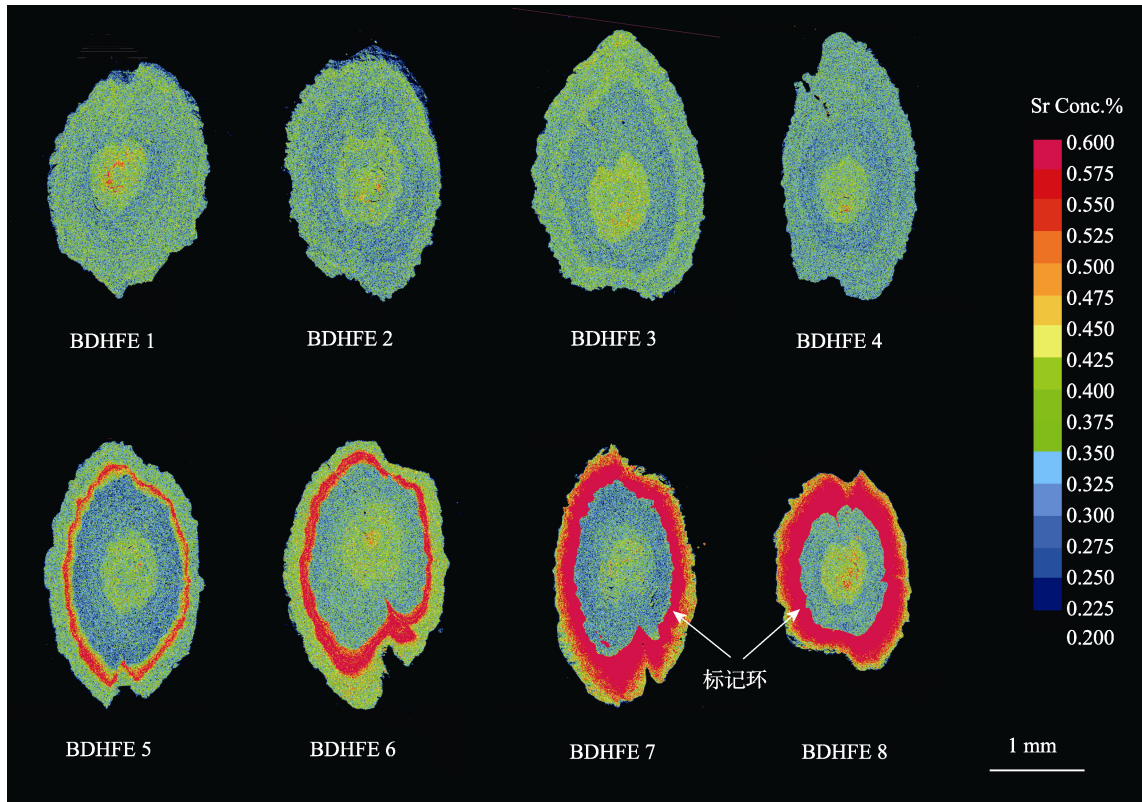 Sr Conc.%
0.600
0.575
0.550
0.525
0.500
0.475
0.450
0.425
0.400
0.375
0.350
0.325
0.300
0.275
0.250
0.225
0.200
BDHFE 1
BDHFE 2
BDHFE 3
BDHFE 4
标记环
BDHFE 5
BDHFE 6
BDHFE 7
BDHFE 8
1 mm